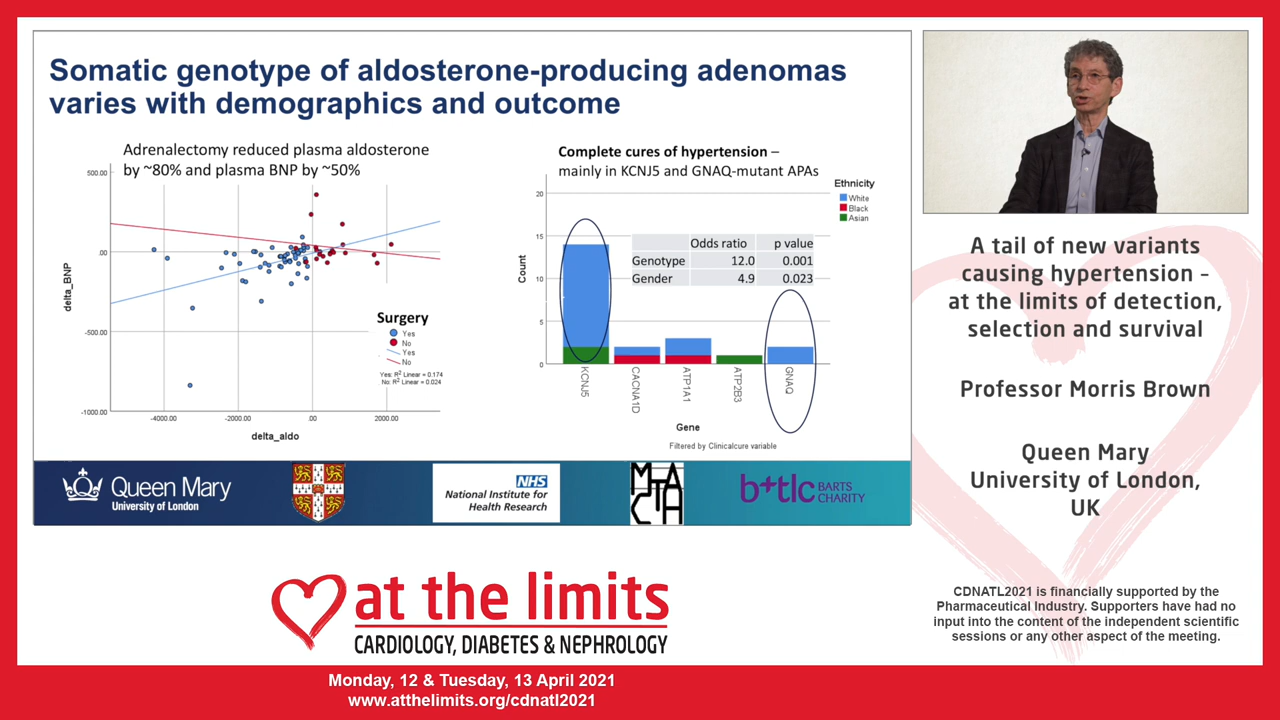 Somatic genotype of aldosterone-producing adenomas
varies with demographics and outcome
Adrenalectomy reduced plasma aldosterone
by ~80% and plasma BNP by ~50%
500.00
.00
-500.00
-1000.00
delta_BNP
-4000.00
-2000.00
.00
2000.00
delta_aldo
Surgery
Yes
No
Yes
No
Yes: R2 Linear = 0.174
No: R2 Linear = 0.024
Complete cures of hypertension –
mainly in KCNJ5 and GNAQ-mutant APAs
Ethnicity
White
Black
Asian
20
15
10
5
0
Count
Odds ratio p value
Genotype 12.0 0.001
Gender 4.9 0.023
KCNJ5
CACNA1D
ATP1A1
ATP2B3
GNAQ
Gene
Filtered by Clinicalcure variable
Queen Mary
University of London
NHS
National Institute for
Health Research
b+tlc BARTS
CHARITY
A tail of new variants
causing hypertension –
at the limits of detection,
selection and survival
Professor Morris Brown
Queen Mary
University of London,
UK
CDNATL2021 is financially supported by the
Pharmaceutical Industry. Supporters have had no
input into the content of the independent scientific
sessions or any other aspect of the meeting.
at the limits
CARDIOLOGY, DIABETES & NEPHROLOGY
Monday, 12 & Tuesday, 13 April 2021
www.atthelimits.org/cdnatl2021